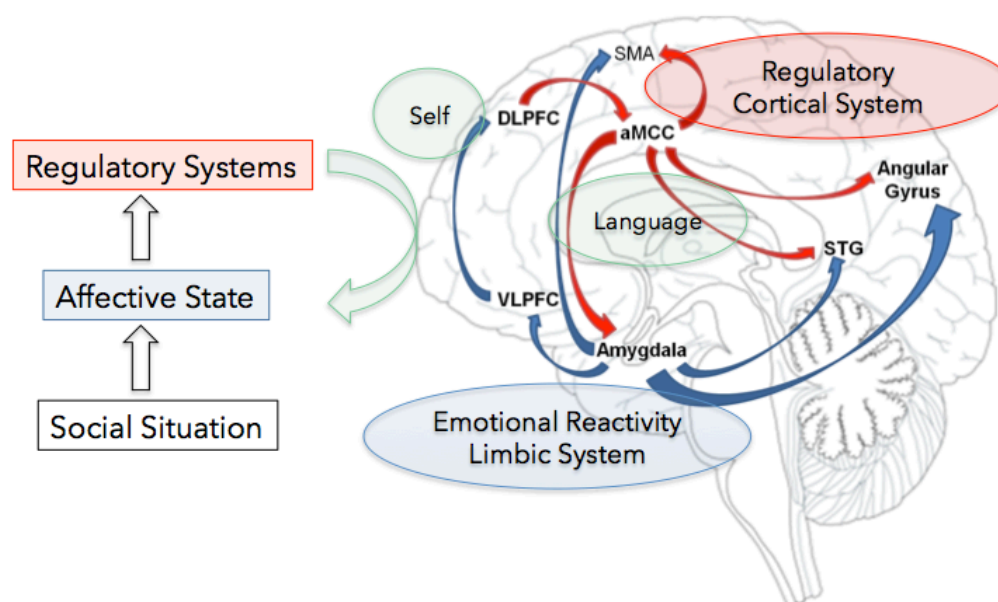 Regulatory Systems
Affective State
Social Situation
Self
SMA
Regulatory
Cortical System
DLPFC
aMCC
Angular
Gyrus
Language
STG
VLPFC
Amygdala
Emotional Reactivity
Limbic System